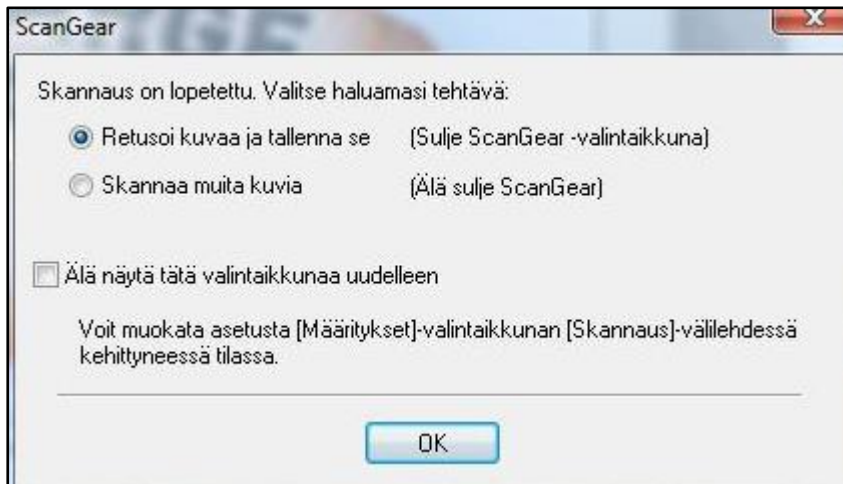 ScanGear
Skannaus on lopetettu. Valitse haluamasi tehtävä:
Retusoi kuvaa ja tallenna se (Sulje ScanGear -valintaikkuna)
Skannaa muita kuvia (Älä sulje ScanGear)
Älä näytä tätä valintaikkunaa uudelleen
Voit muokata asetusta [Määritykset]-valintaikkunan [Skannaus]-välilehdessä
kehittyneessä tilassa.
OK